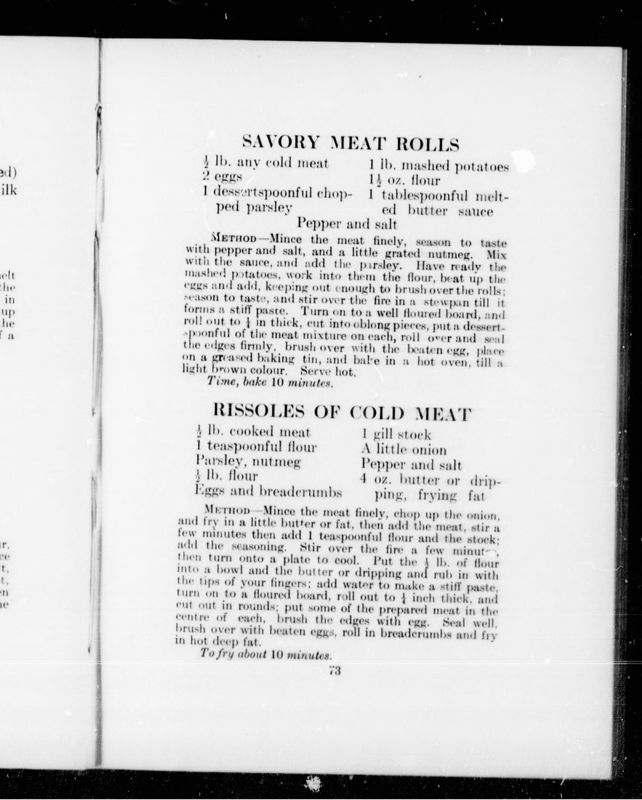 ed)
ilk
elt
the
in
up
he
f a
r,
ce
t,
t,
en
ne
SAVORY MEAT ROLLS
½ lb. any cold meat
2 eggs
1 dessertspoonful chop-
ped parsley
1 lb. mashed potatoes
1½ oz. flour
1 tablespoonful melt-
ed butter sauce
Pepper and salt
METHOD—Mince the meat finely, season to taste
with pepper and salt, and a little grated nutmeg. Mix
with the sauce, and add the parsley. Have ready the
mashed potatoes, work into them the flour, beat up the
eggs and add, keeping out enough to brush over the rolls;
season to taste, and stir over the fire in a stewpan till it
forms a stiff paste. Turn on to a well floured board, and
roll out to ¼ in thick, cut into oblong pieces, put a dessert-
spoonful of the meat mixture on each, roll over and seal
the edges firmly, brush over with the beaten egg, place
on a greased baking tin, and bake in a hot oven, till a
light brown colour. Serve hot.
Time, bake 10 minutes.
RISSOLES OF COLD MEAT
½ lb. cooked meat
1 teaspoonful flour
Parsley, nutmeg
½ lb. flour
Eggs and breadcrumbs
1 gill stock
A little onion
Pepper and salt
4 oz. butter or drip-
ping, frying fat
METHOD—Mince the meat finely, chop up the onion,
and fry in a little butter or fat, then add the meat, stir a
few minutes then add 1 teaspoonful flour and the stock;
add the seasoning. Stir over the fire a few minutes,
then turn onto a plate to cool. Put the ½ lb. of flour
into a bowl and the butter or dripping and rub in with
the tips of your fingers; add water to make a stiff paste,
turn on to a floured board, roll out to ¼ inch thick, and
cut out in rounds; put some of the prepared meat in the
centre of each, brush the edges with egg. Seal well,
brush over with beaten eggs, roll in breadcrumbs and fry
in hot deep fat.
To fry about 10 minutes.
73